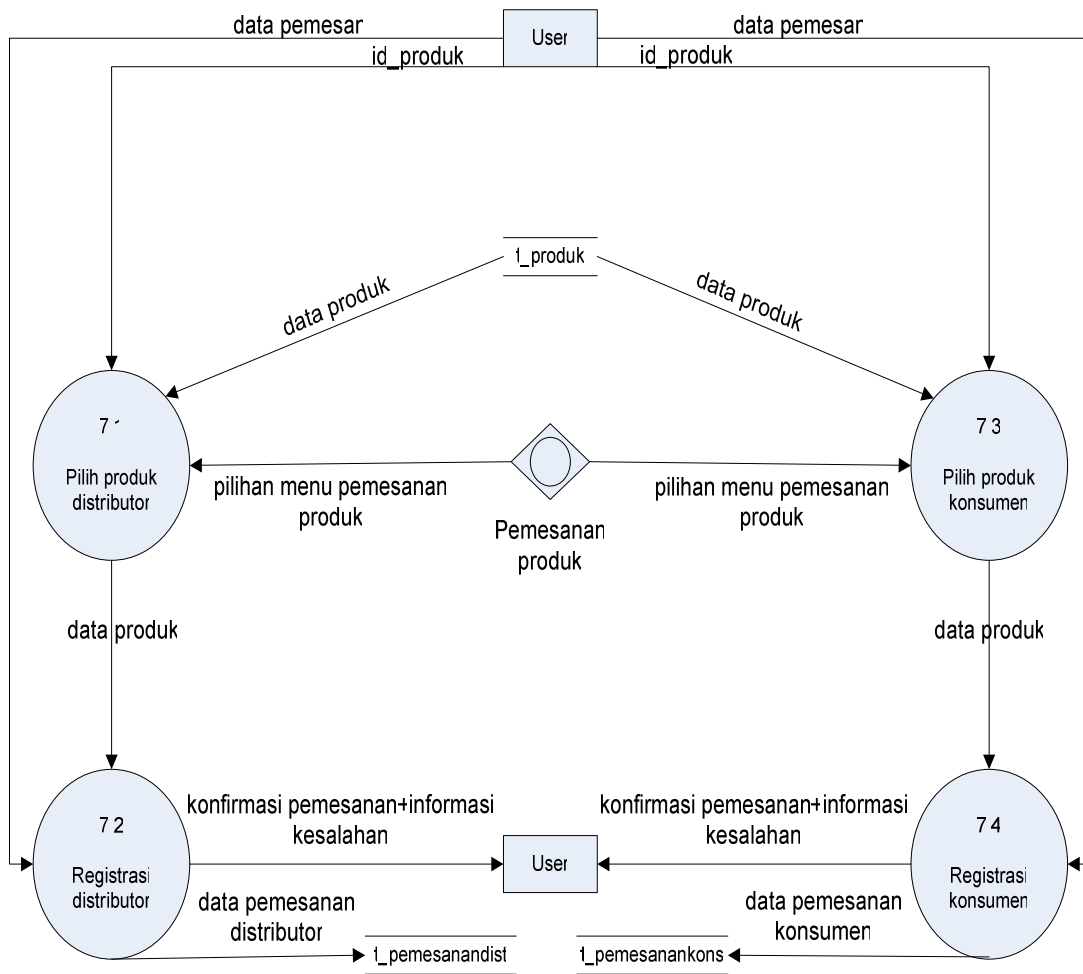 data pemesar
User
data pemesar
id_produk
id_produk
t_produk
data produk
data produk
7 1
Pilih produk
distributor
7 3
Pilih produk
konsumen
pilihan menu pemesanan
produk
pilihan menu pemesanan
produk
Pemesanan
produk
data produk
data produk
7 2
Registrasi
distributor
konfirmasi pemesanan+informasi
kesalahan
konfirmasi pemesanan+informasi
kesalahan
User
7 4
Registrasi
konsumen
data pemesanan
distributor
data pemesanan
konsumen
t_pemesanandist
t_pemesanankons